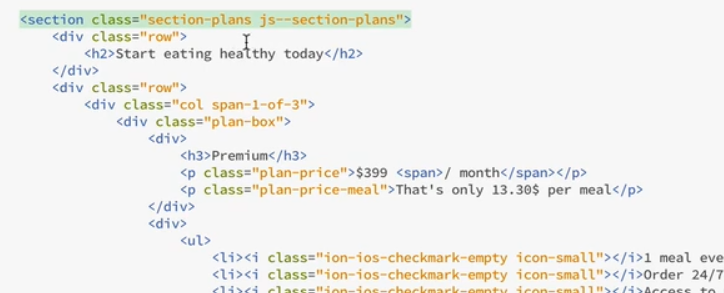 <section class="section-plans js--section-plans">
<div class="row">
<h2>Start eating healthy today</h2>
</div>
<div class="row">
<div class="col span-1-of-3">
<div class="plan-box">
<div>
<h3>Premium</h3>
<p class="plan-price">$399 <span>/ month</span></p>
<p class="plan-price-meal">That's only 13.30$ per meal</p>
</div>
<div>
<ul>
<li><i class="ion-ios-checkmark-empty icon-small"></i>1 meal eve
<li><i class="ion-ios-checkmark-empty icon-small"></i>Order 24/7
<li><i class="ion-ios-checkmark-empty icon-small"></i>Access to